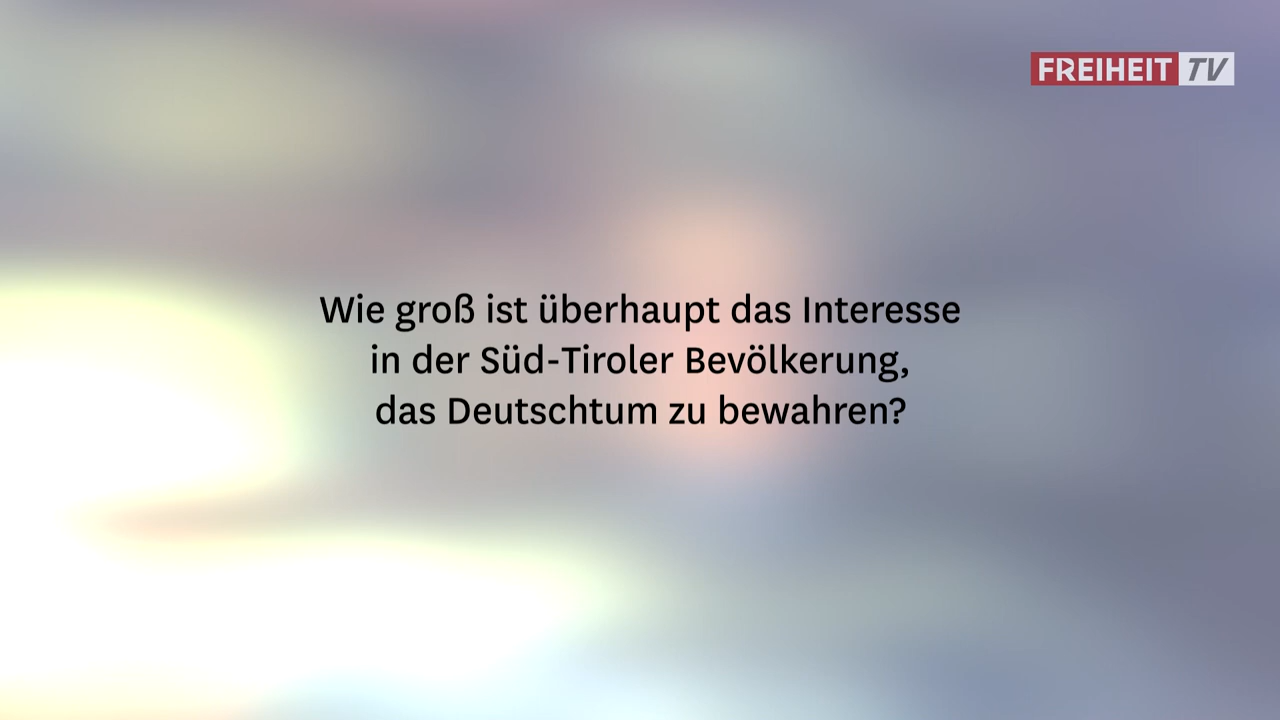 FREIHEIT TV
Wie groß ist überhaupt das Interesse
in der Süd-Tiroler Bevölkerung,
das Deutschtum zu bewahren?